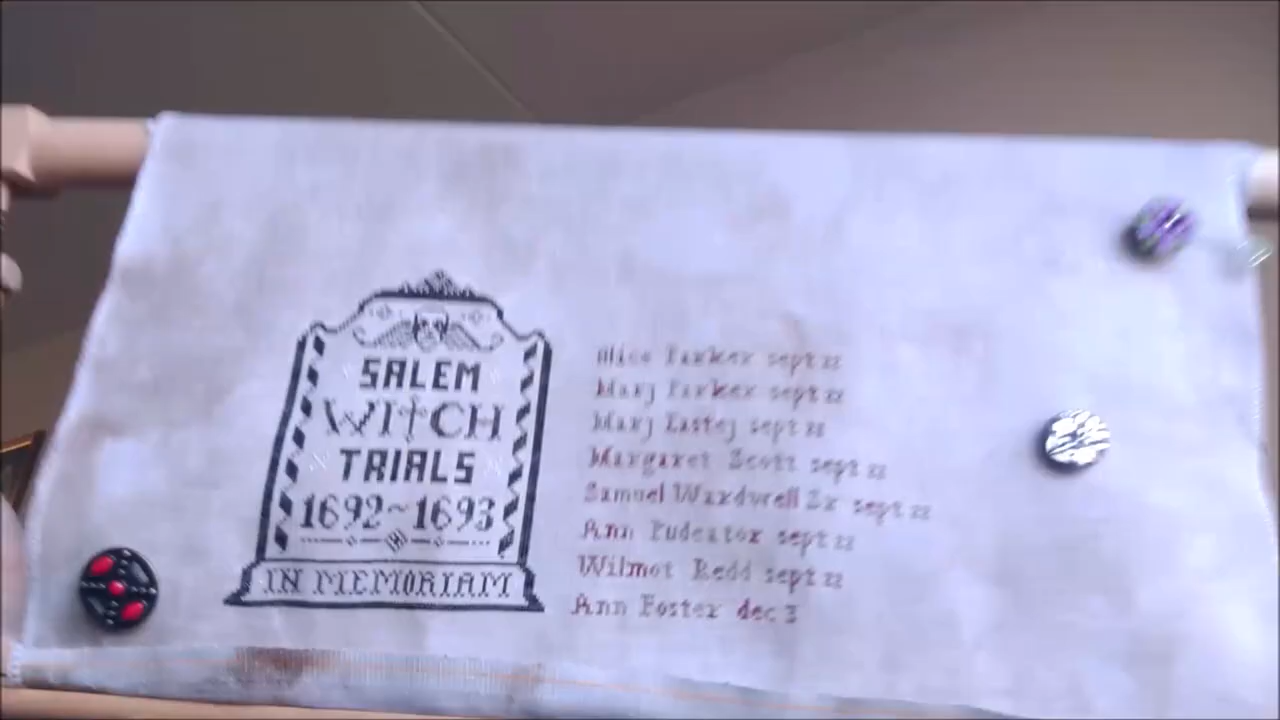 SALEM
WITCH
TRIALS
1692~1693
IN MEMORIAM
Alice Parker sept 22
Mary Parker sept 22
Mary Eastey sept 22
Margaret Scott sept 22
Samuel Wardwell Sr sept 22
Ann Pudeator sept 22
Wilmot Redd sept 22
Ann Foster dec 3